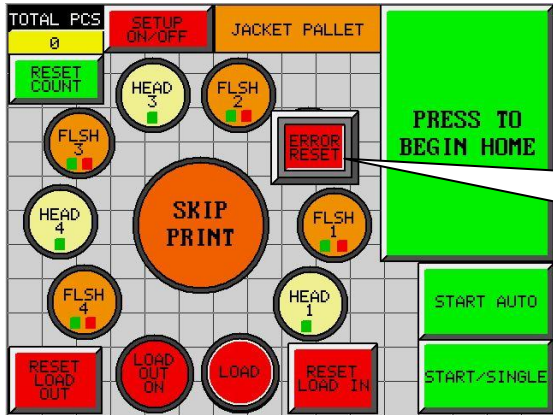 TOTAL PCS
0
SETUP
ON/OFF
JACKET PALLET
RESET
COUNT
HEAD
3
FLSH
2
PRESS TO
BEGIN HOME
FLSH
3
ERROR
RESET
HEAD
4
SKIP
PRINT
FLSH
1
FLSH
4
HEAD
1
START AUTO
RESET
LOAD
OUT
LOAD
OUT
ON
LOAD
RESET
LOAD IN
START/SINGLE